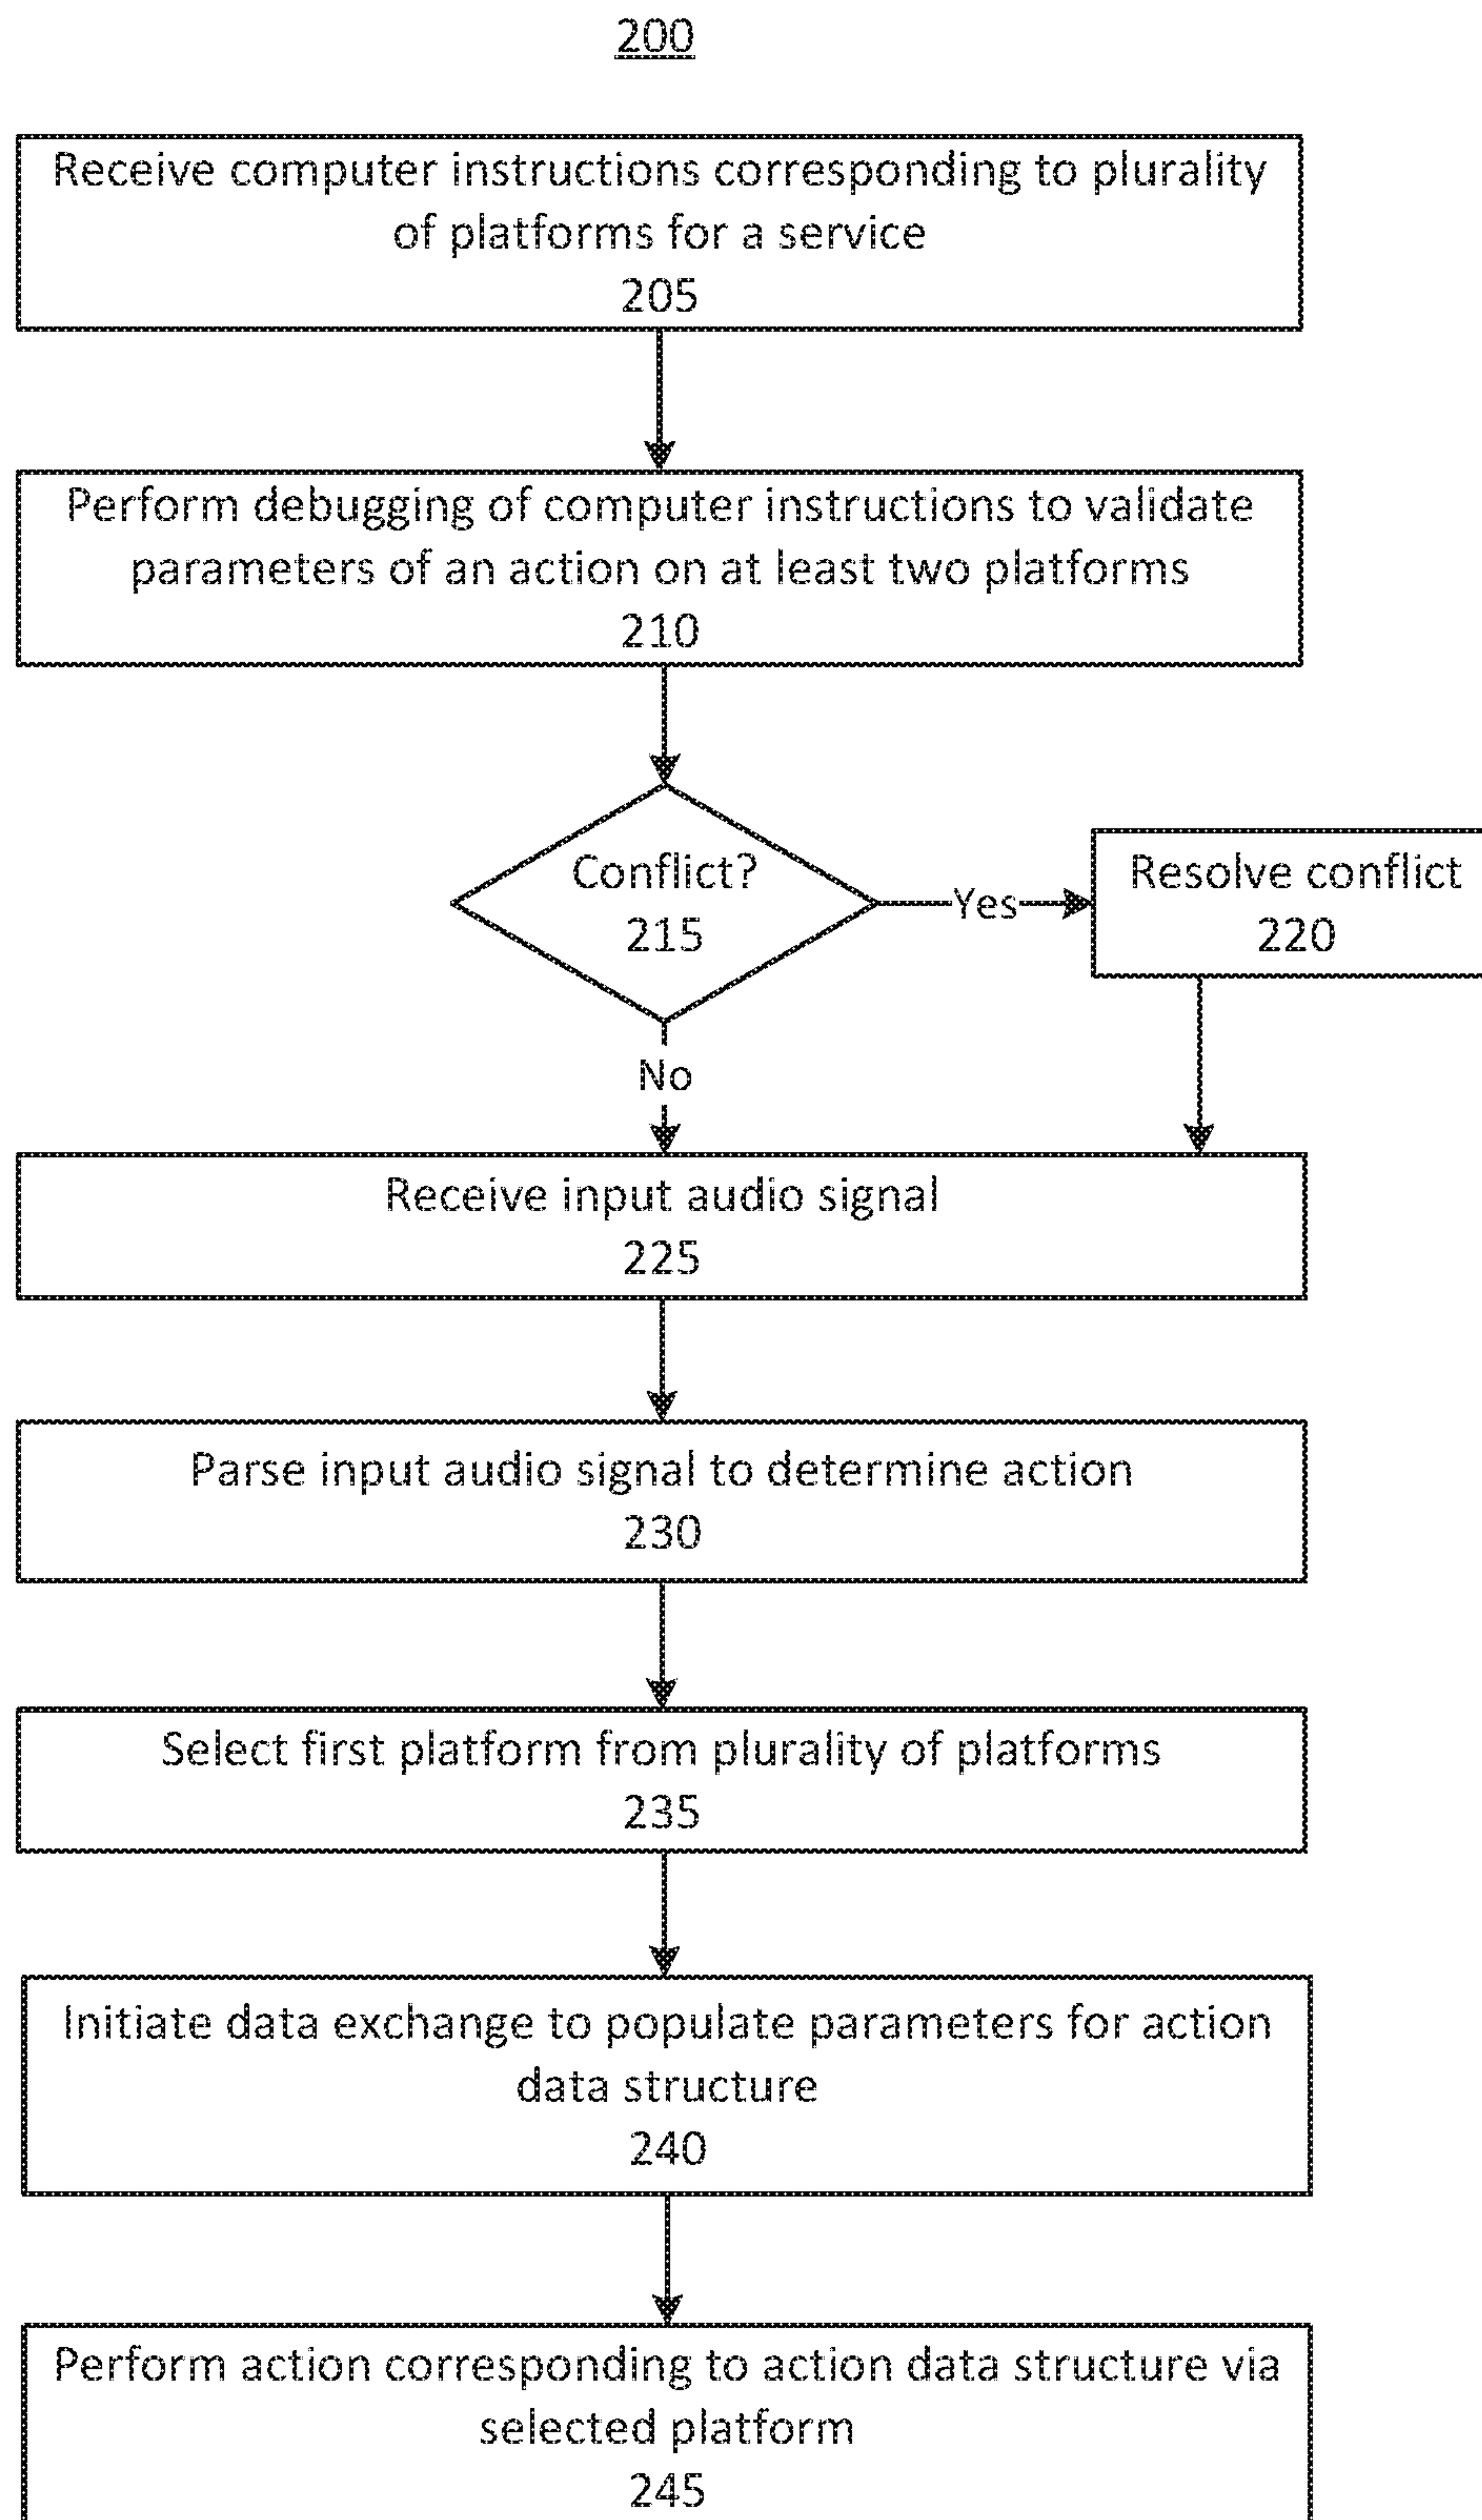 200
Receive computer instructions corresponding to plurality
of platforms for a service
205
Perform debugging of computer instructions to validate
parameters of an action on at least two platforms
210
Conflict?
215
Yes
Resolve conflict
220
No
Receive input audio signal
225
Parse input audio signal to determine action
230
Select first platform from plurality of platforms
235
Initiate data exchange to populate parameters for action
data structure
240
Perform action corresponding to action data structure via
selected platform
245